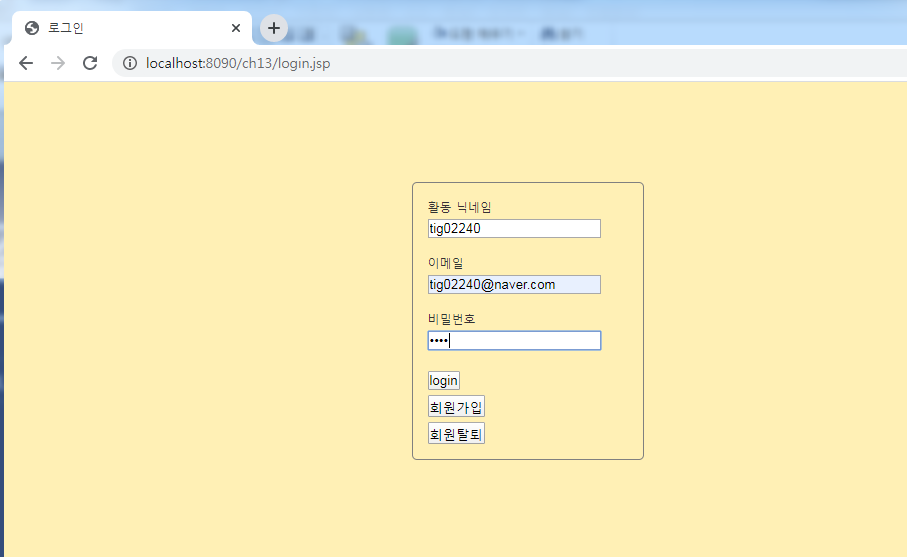 로그인
localhost:8090/ch13/login.jsp
활동 닉네임
tig02240
이메일
tig02240@naver.com
비밀번호
••••
login
회원가입
회원탈퇴